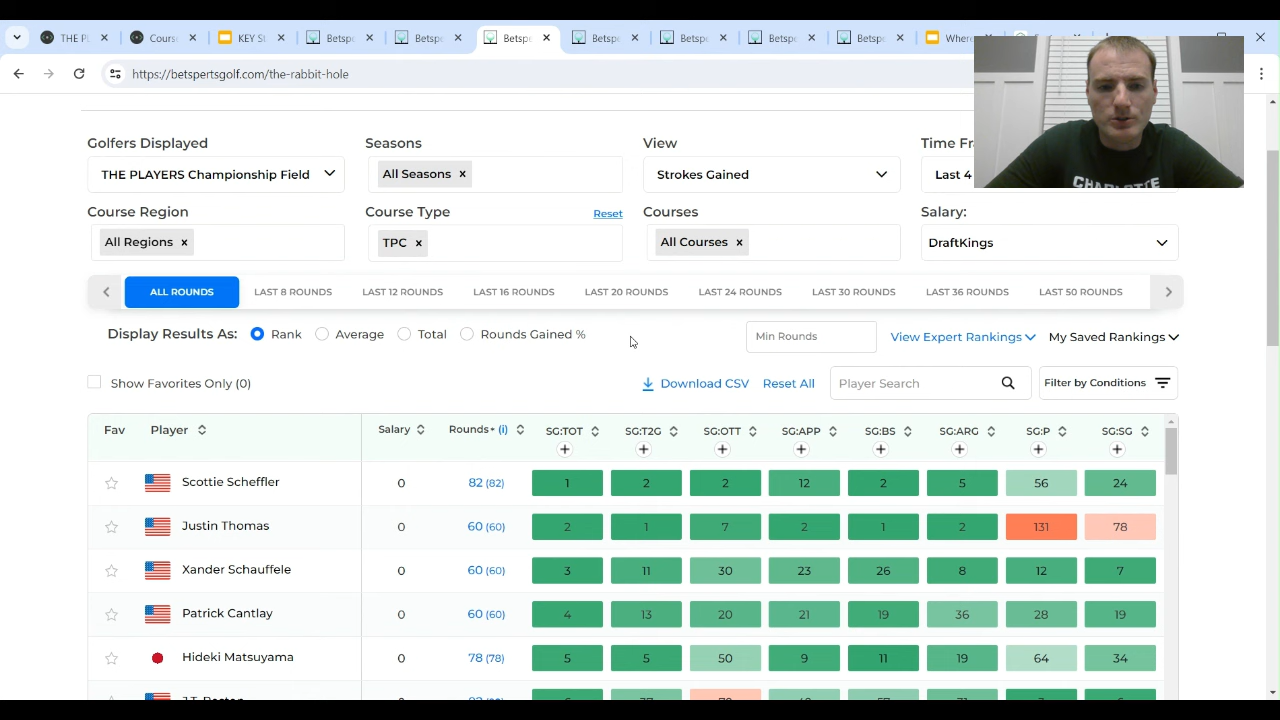 THE PL
Cours
KEY St
Betsp
Betsp
Betsp
Betsp
Betsp
Betsp
Betsp
Where
https://betspertsgolf.com/the-rabbit-hole
Golfers Displayed Seasons View Time Fra
THE PLAYERS Championship Field All Seasons × Strokes Gained Last 4
Course Region Course Type Reset Courses Salary:
All Regions × TPC × All Courses × DraftKings
ALL ROUNDS LAST 8 ROUNDS LAST 12 ROUNDS LAST 16 ROUNDS LAST 20 ROUNDS LAST 24 ROUNDS LAST 30 ROUNDS LAST 36 ROUNDS LAST 50 ROUNDS
Display Results As: Rank Average Total Rounds Gained % Min Rounds View Expert Rankings My Saved Rankings
Show Favorites Only (0) Download CSV Reset All Player Search Filter by Conditions
Fav Player Salary Rounds (i) SG:TOT SG:T2G SG:OTT SG:APP SG:BS SG:ARG SG:P SG:SG
Scottie Scheffler 0 82 (82) 1 2 2 12 2 5 56 24
Justin Thomas 0 60 (60) 2 1 7 2 1 2 131 78
Xander Schauffele 0 60 (60) 3 11 30 23 26 8 12 7
Patrick Cantlay 0 60 (60) 4 13 20 21 19 36 28 19
Hideki Matsuyama 0 78 (78) 5 5 50 9 11 19 64 34
CHARLOTTE